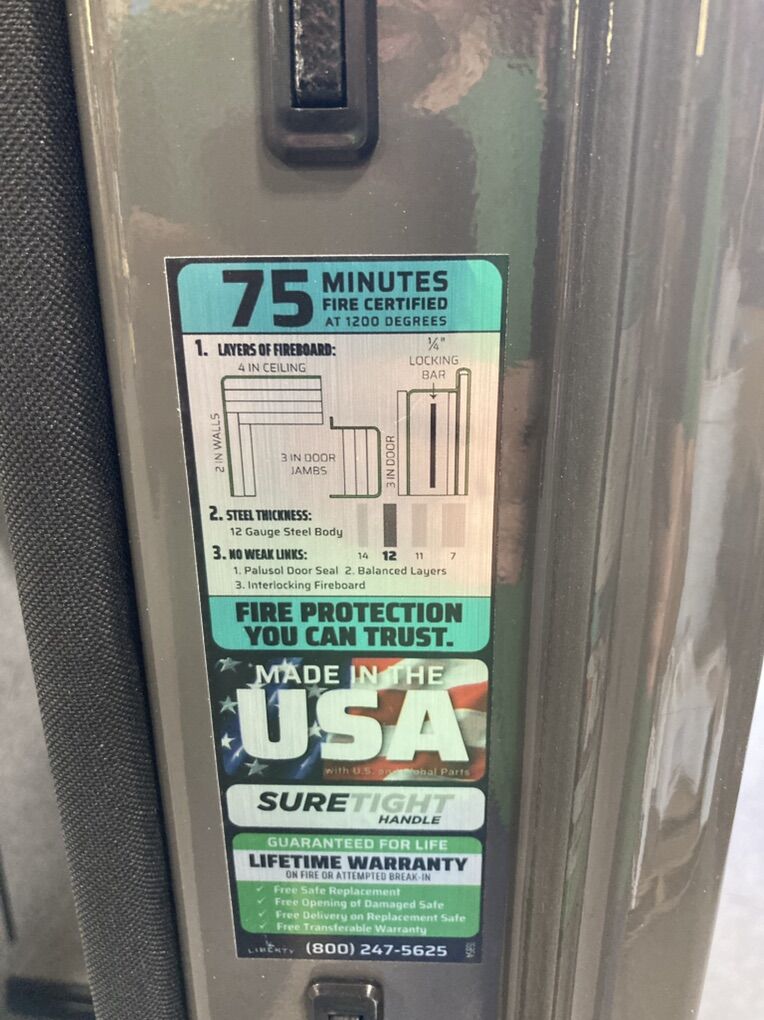 75 MINUTES
FIRE CERTIFIED
AT 1200 DEGREES
1. LAYERS OF FIREBOARD:
4 IN CEILING
1/4"
LOCKING
BAR
2 IN WALLS
3 IN DOOR
JAMBS
3 IN DOOR
2. STEEL THICKNESS:
12 Gauge Steel Body
14 12 11 7
3. NO WEAK LINKS:
1. Palusol Door Seal 2. Balanced Layers
3. Interlocking Fireboard
FIRE PROTECTION
YOU CAN TRUST.
MADE IN THE
USA
with U.S. and Global Parts
SURETIGHT
HANDLE
GUARANTEED FOR LIFE
LIFETIME WARRANTY
ON FIRE OR ATTEMPTED BREAK-IN
✓ Free Safe Replacement
✓ Free Opening of Damaged Safe
✓ Free Delivery on Replacement Safe
✓ Free Transferable Warranty
LIBERTY (800) 247-5625